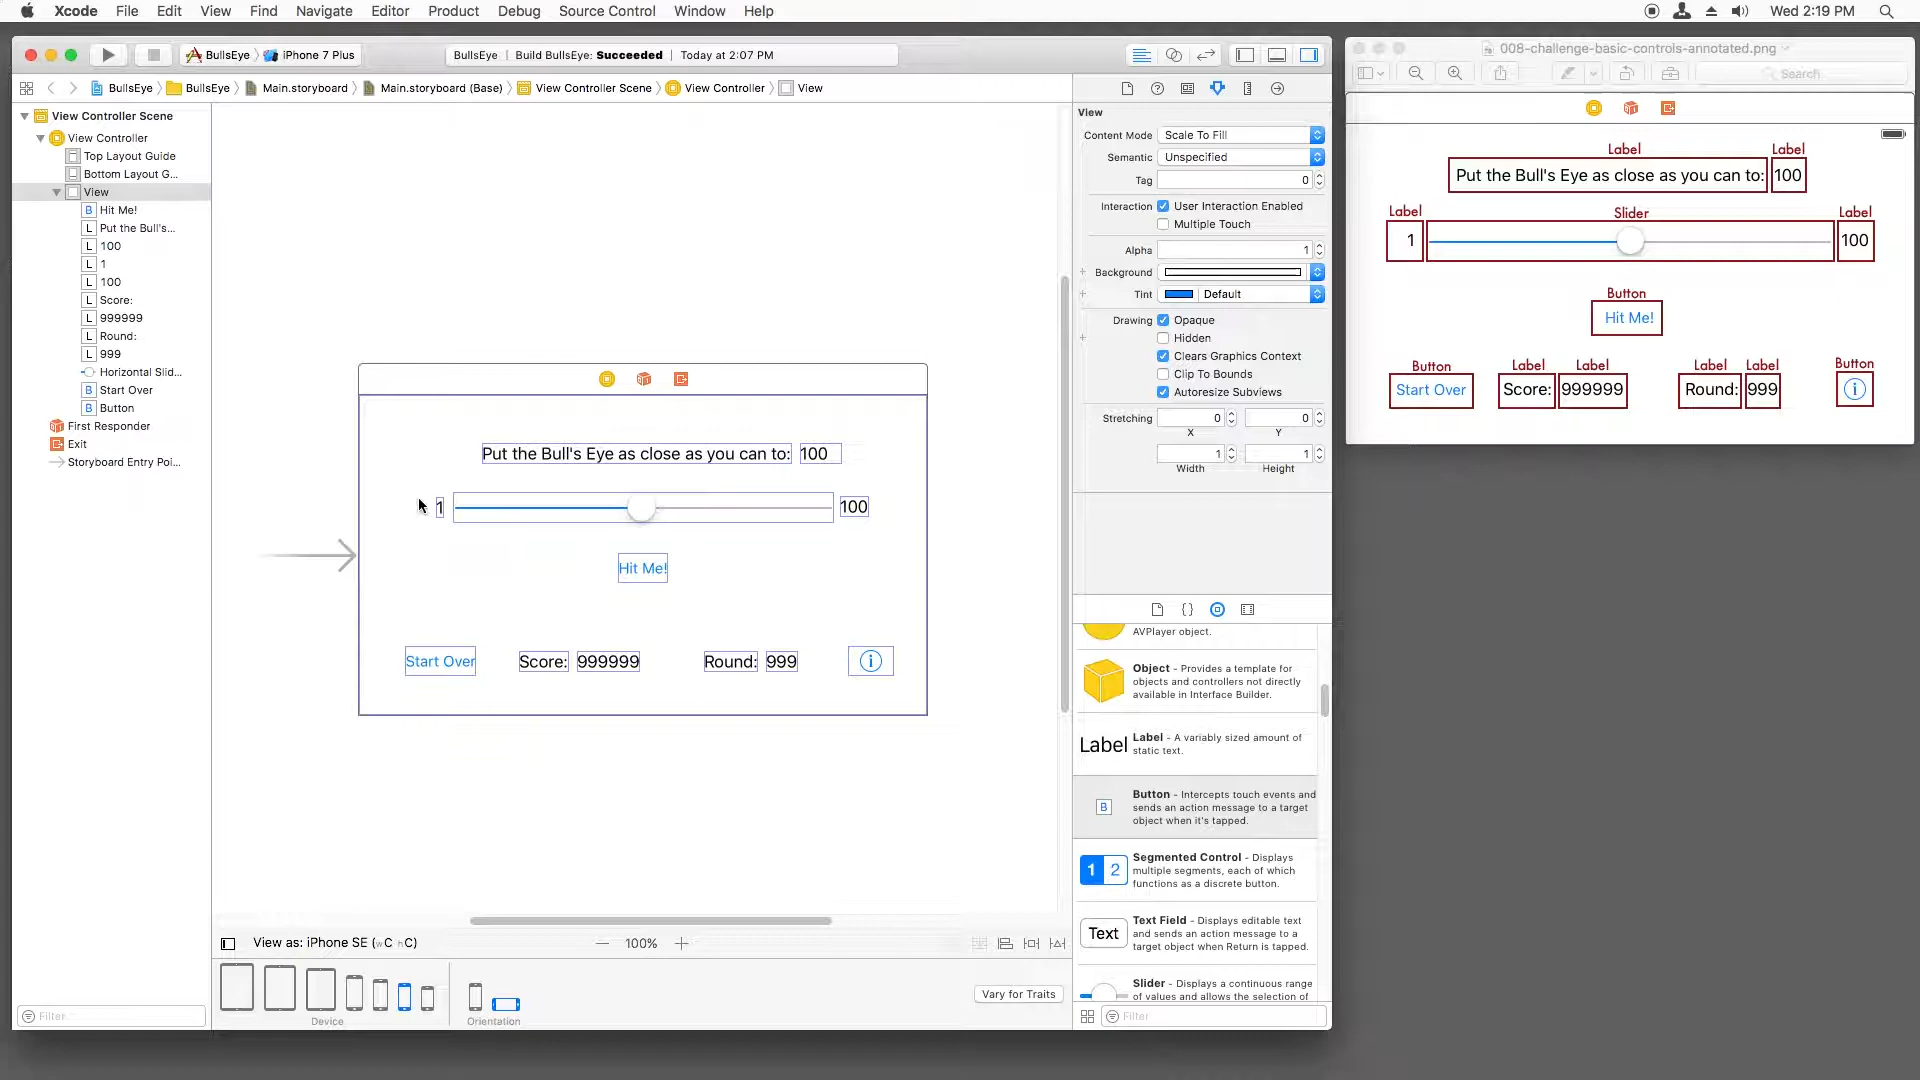 Xcode File Edit View Find Navigate Editor Product Debug Source Control Window Help
Wed 2:19 PM
BullsEye iPhone 7 Plus
BullsEye | Build BullsEye: Succeeded | Today at 2:07 PM
BullsEye BullsEye Main.storyboard Main.storyboard (Base) View Controller Scene View Controller View
View Controller Scene
View Controller
Top Layout Guide
Bottom Layout G...
View
B Hit Me!
L Put the Bull's...
L 100
L 1
L 100
L Score:
L 999999
L Round:
L 999
Horizontal Slid...
B Start Over
B Button
First Responder
Exit
Storyboard Entry Poi...
Filter
Put the Bull's Eye as close as you can to: 100
1
100
Hit Me!
Start Over Score: 999999 Round: 999
View as: iPhone SE (wC hC)
100%
Device
Orientation
Vary for Traits
View
Content Mode Scale To Fill
Semantic Unspecified
Tag 0
Interaction User Interaction Enabled
Multiple Touch
Alpha 1
Background
Tint Default
Drawing Opaque
Hidden
Clears Graphics Context
Clip To Bounds
Autoresize Subviews
Stretching 0 0
X Y
1 1
Width Height
AVPlayer object.
Object - Provides a template for
objects and controllers not directly
available in Interface Builder.
Label
Label - A variably sized amount of
static text.
B
Button - Intercepts touch events and
sends an action message to a target
object when it's tapped.
1 2
Segmented Control - Displays
multiple segments, each of which
functions as a discrete button.
Text
Text Field - Displays editable text
and sends an action message to a
target object when Return is tapped.
Slider - Displays a continuous range
of values and allows the selection of
Filter
008-challenge-basic-controls-annotated.png
Search
Label Label
Put the Bull's Eye as close as you can to: 100
Label Slider Label
1 100
Button
Hit Me!
Button Label Label Label Label Button
Start Over Score: 999999 Round: 999